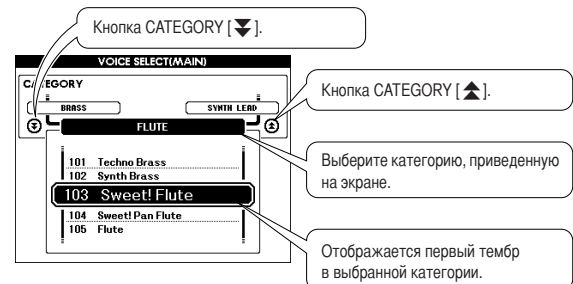 Кнопка CATEGORY [ ].
VOICE SELECT(MAIN)
CATEGORY
BRASS
SYNTH LEAD
Кнопка CATEGORY [ ].
FLUTE
Выберите категорию, приведенную
на экране.
101 Techno Brass
102 Synth Brass
103 Sweet! Flute
104 Sweet! Pan Flute
105 Flute
Отображается первый тембр
в выбранной категории.